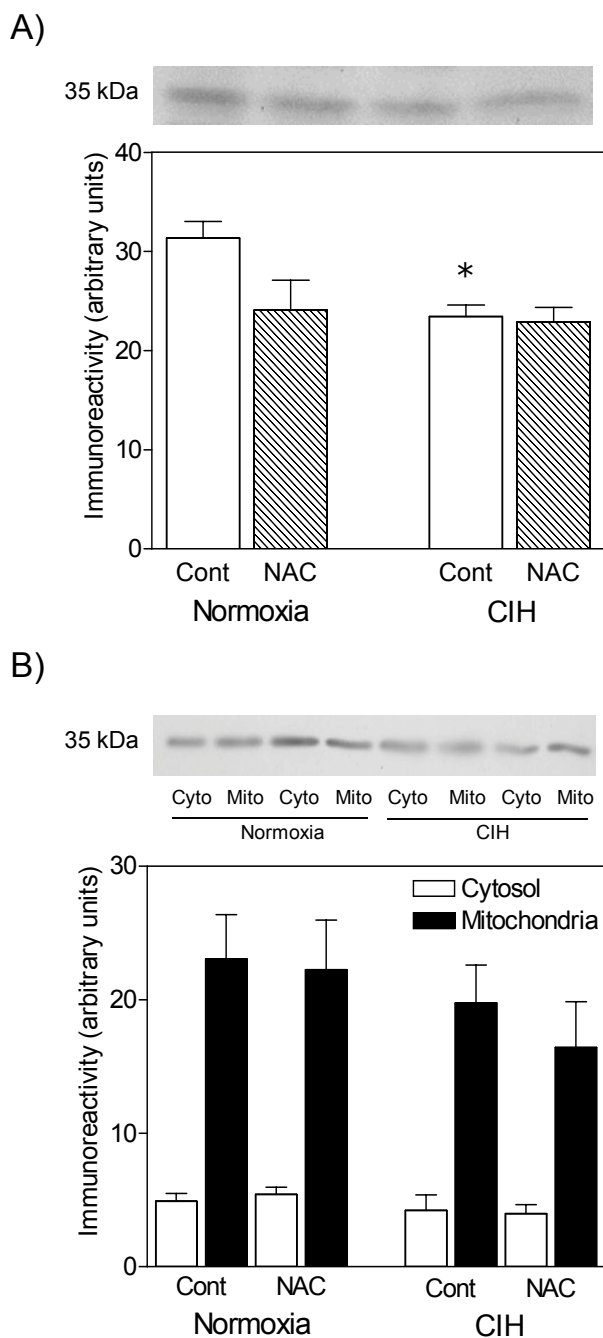 A)
35 kDa
Immunoreactivity (arbitrary units)
40
30
20
10
0
*
Cont NAC Cont NAC
Normoxia CIH
B)
35 kDa
Cyto Mito Cyto Mito Cyto Mito Cyto Mito
Normoxia CIH
Immunoreactivity (arbitrary units)
30
20
10
0
Cytosol
Mitochondria
Cont NAC Cont NAC
Normoxia CIH